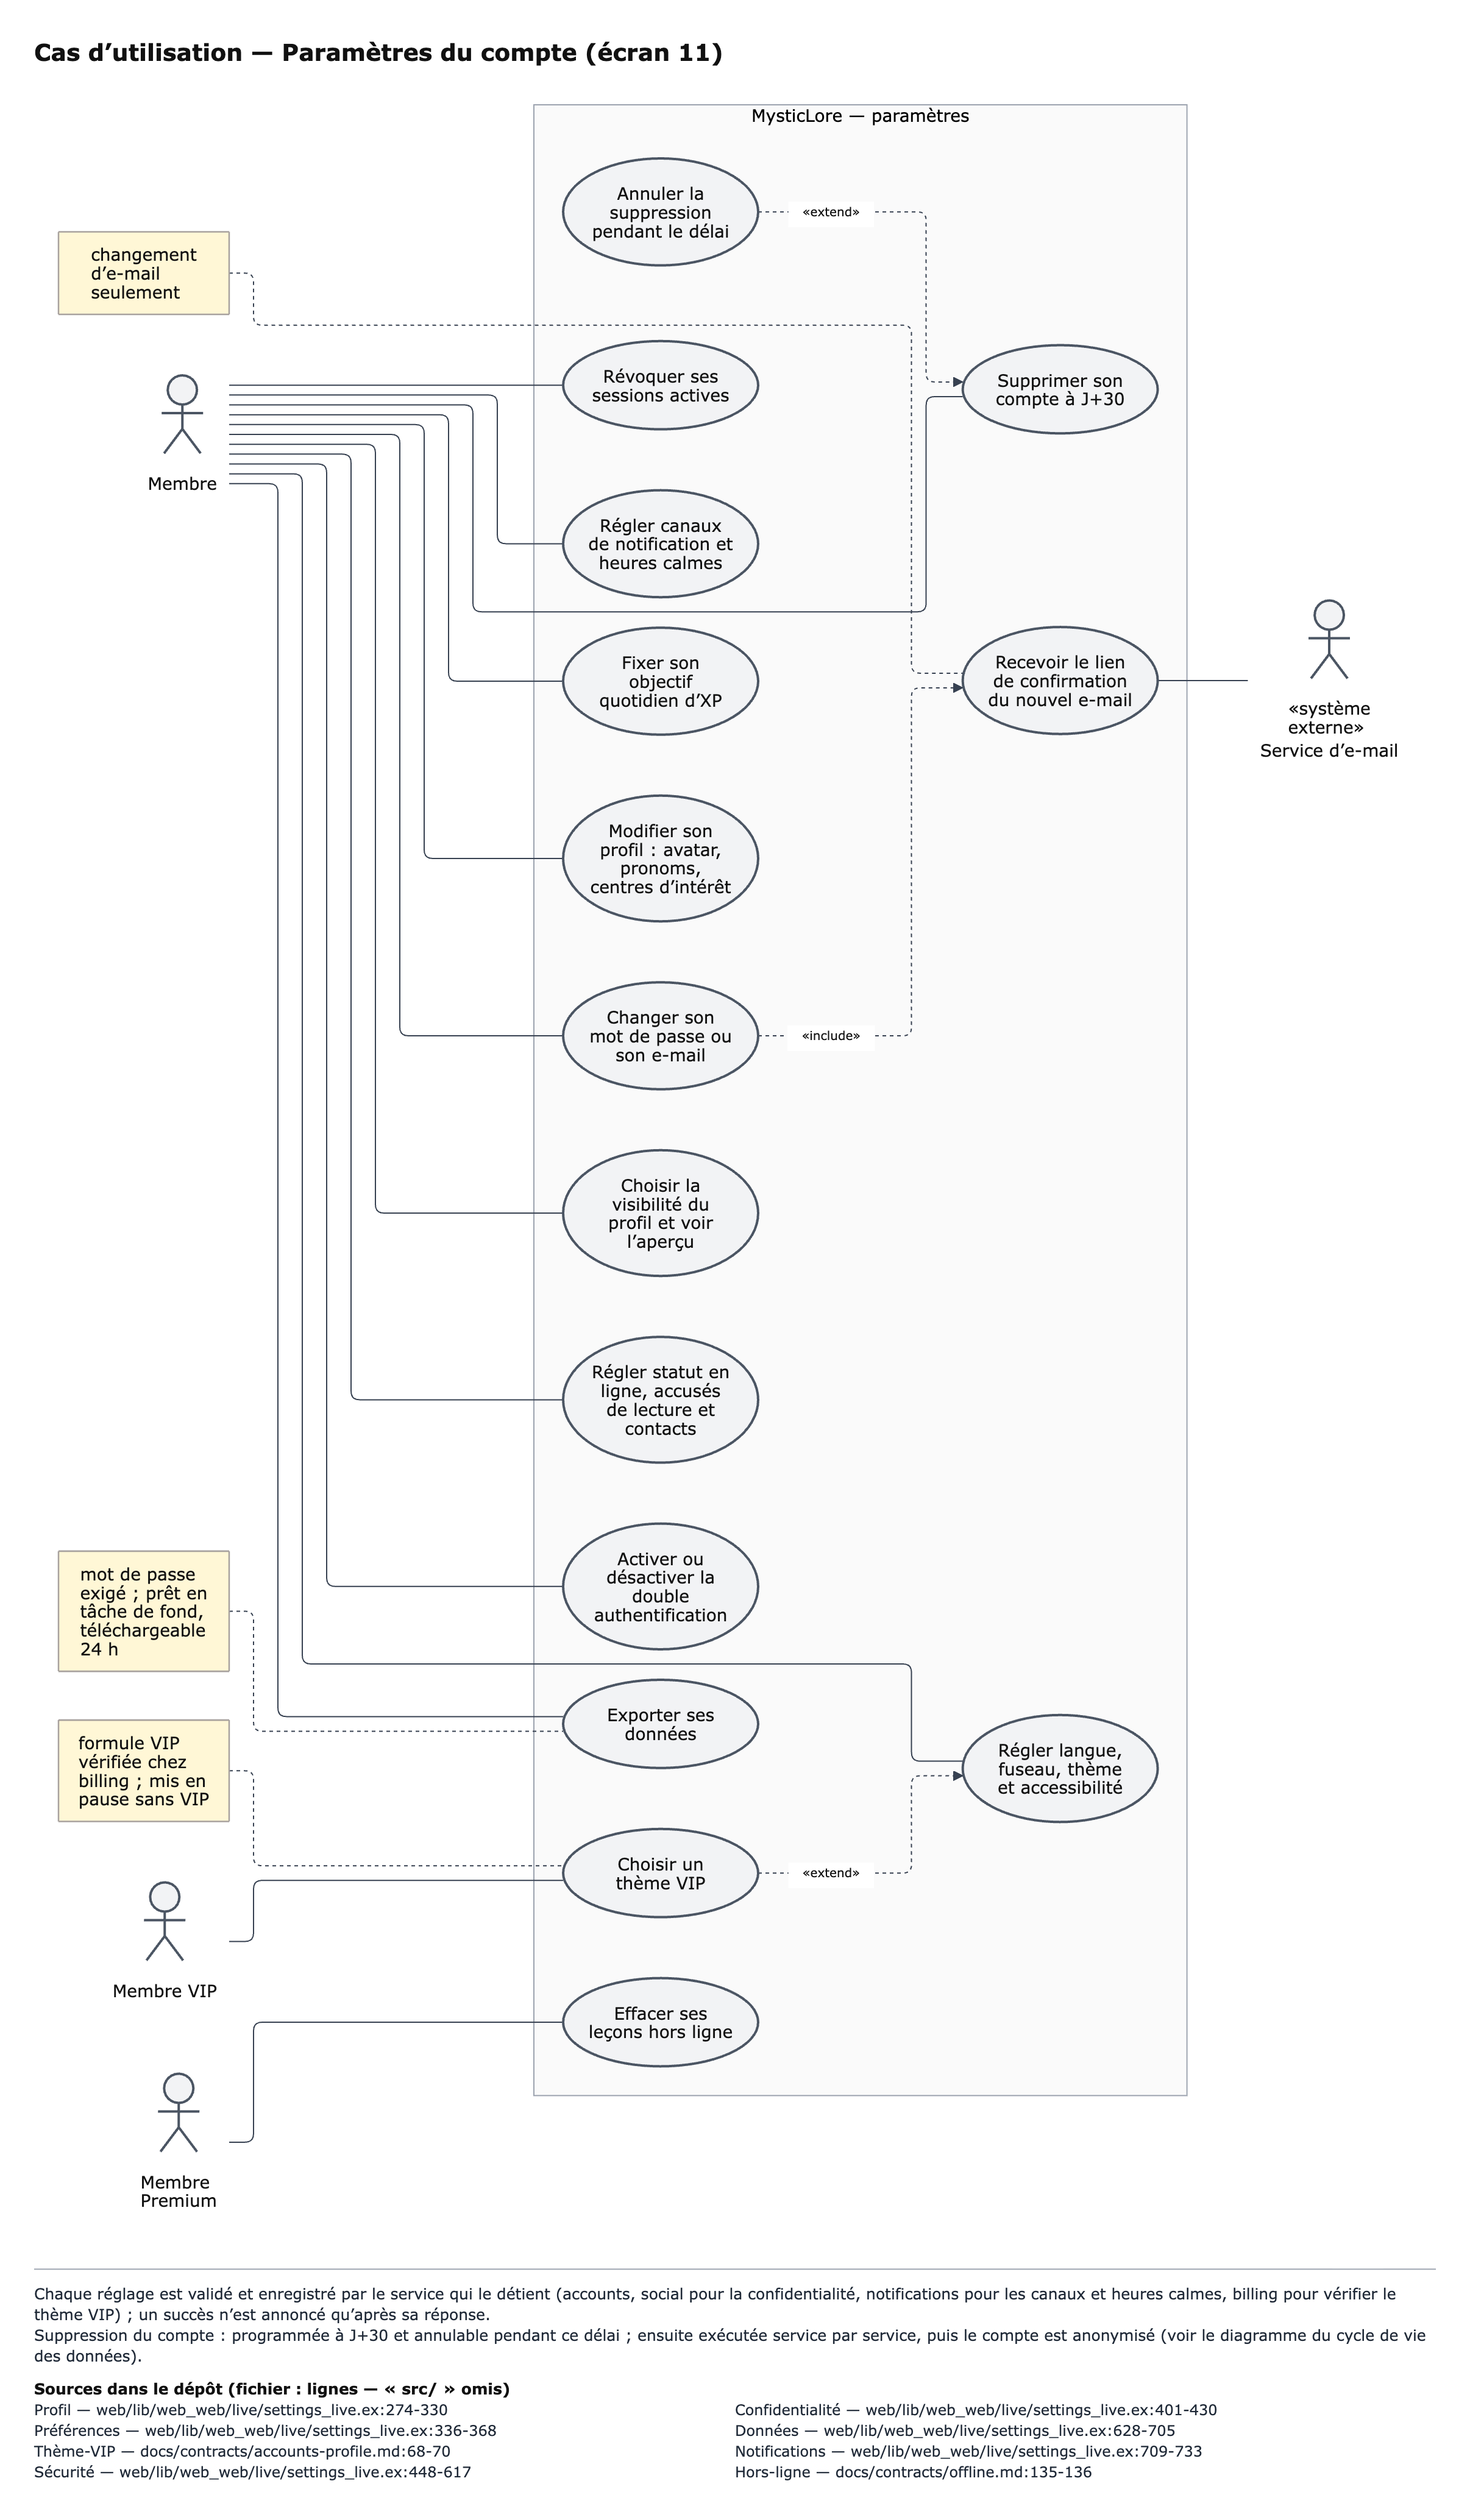 Cas d’utilisation — Paramètres du compte (écran 11)
MysticLore — paramètres
Annuler la
suppression
pendant le délai
«extend»
changement
d’e-mail
seulement
Révoquer ses
sessions actives
Supprimer son
compte à J+30
Membre
Régler canaux
de notification et
heures calmes
Fixer son
objectif
quotidien d’XP
Recevoir le lien
de confirmation
du nouvel e-mail
«système
externe»
Service d’e-mail
Modifier son
profil : avatar,
pronoms,
centres d’intérêt
Changer son
mot de passe ou
son e-mail
«include»
Choisir la
visibilité du
profil et voir
l’aperçu
Régler statut en
ligne, accusés
de lecture et
contacts
Activer ou
désactiver la
double
authentification
mot de passe
exigé ; prêt en
tâche de fond,
téléchargeable
24 h
Exporter ses
données
formule VIP
vérifiée chez
billing ; mis en
pause sans VIP
Régler langue,
fuseau, thème
et accessibilité
Choisir un
thème VIP
«extend»
Membre VIP
Effacer ses
leçons hors ligne
Membre
Premium
Chaque réglage est validé et enregistré par le service qui le détient (accounts, social pour la confidentialité, notifications pour les canaux et heures calmes, billing pour vérifier le
thème VIP) ; un succès n’est annoncé qu’après sa réponse.
Suppression du compte : programmée à J+30 et annulable pendant ce délai ; ensuite exécutée service par service, puis le compte est anonymisé (voir le diagramme du cycle de vie
des données).
Sources dans le dépôt (fichier : lignes — « src/ » omis)
Profil — web/lib/web_web/live/settings_live.ex:274-330
Préférences — web/lib/web_web/live/settings_live.ex:336-368
Thème-VIP — docs/contracts/accounts-profile.md:68-70
Sécurité — web/lib/web_web/live/settings_live.ex:448-617
Confidentialité — web/lib/web_web/live/settings_live.ex:401-430
Données — web/lib/web_web/live/settings_live.ex:628-705
Notifications — web/lib/web_web/live/settings_live.ex:709-733
Hors-ligne — docs/contracts/offline.md:135-136